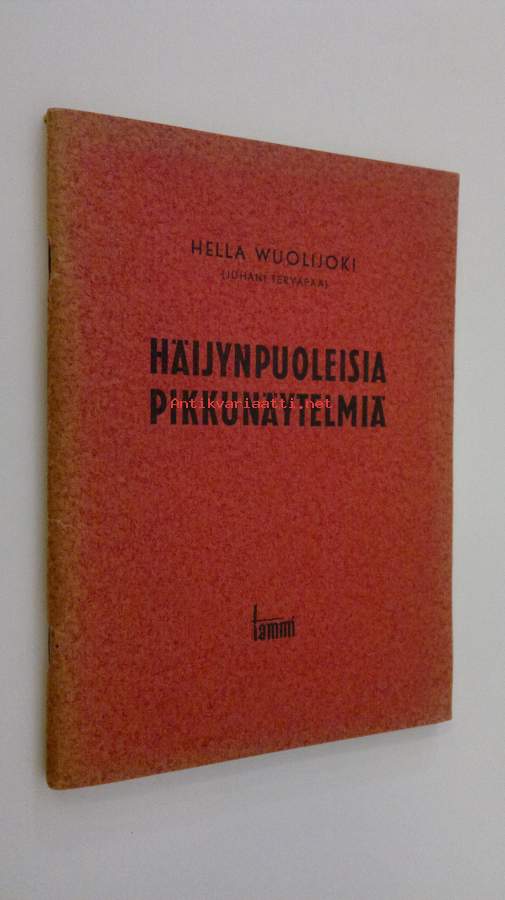 HELLA WUOLIJOKI
(JUHANI TERVAPÄÄ)
HÄIJYNPUOLEISIA
Antikvariaatti.net
PIKKUNÄYTELMIÄ
tammi